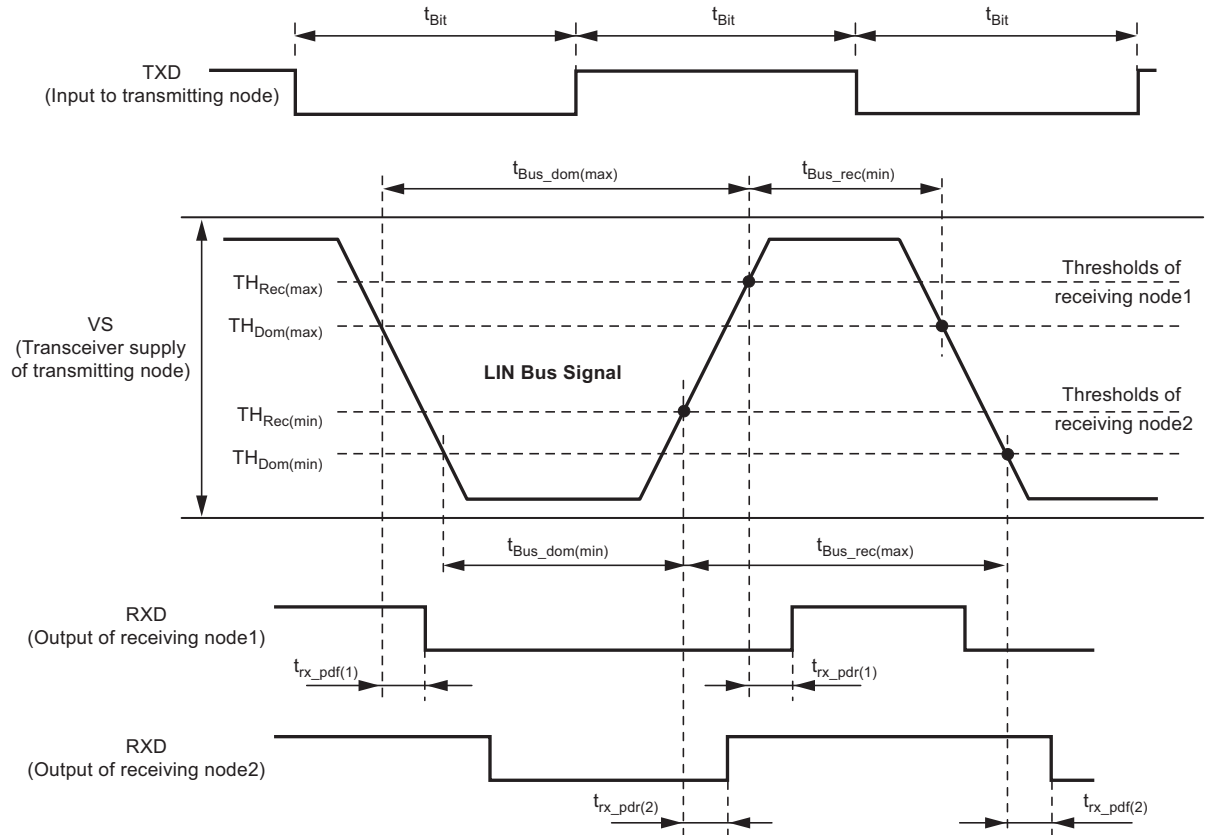 tBit
tBit
tBit
TXD
(Input to transmitting node)
tBus_dom(max)
tBus_rec(min)
THRec(max)
THDom(max)
Thresholds of
receiving node1
VS
(Transceiver supply
of transmitting node)
LIN Bus Signal
THRec(min)
THDom(min)
Thresholds of
receiving node2
tBus_dom(min)
tBus_rec(max)
RXD
(Output of receiving node1)
trx_pdf(1)
trx_pdr(1)
RXD
(Output of receiving node2)
trx_pdr(2)
trx_pdf(2)